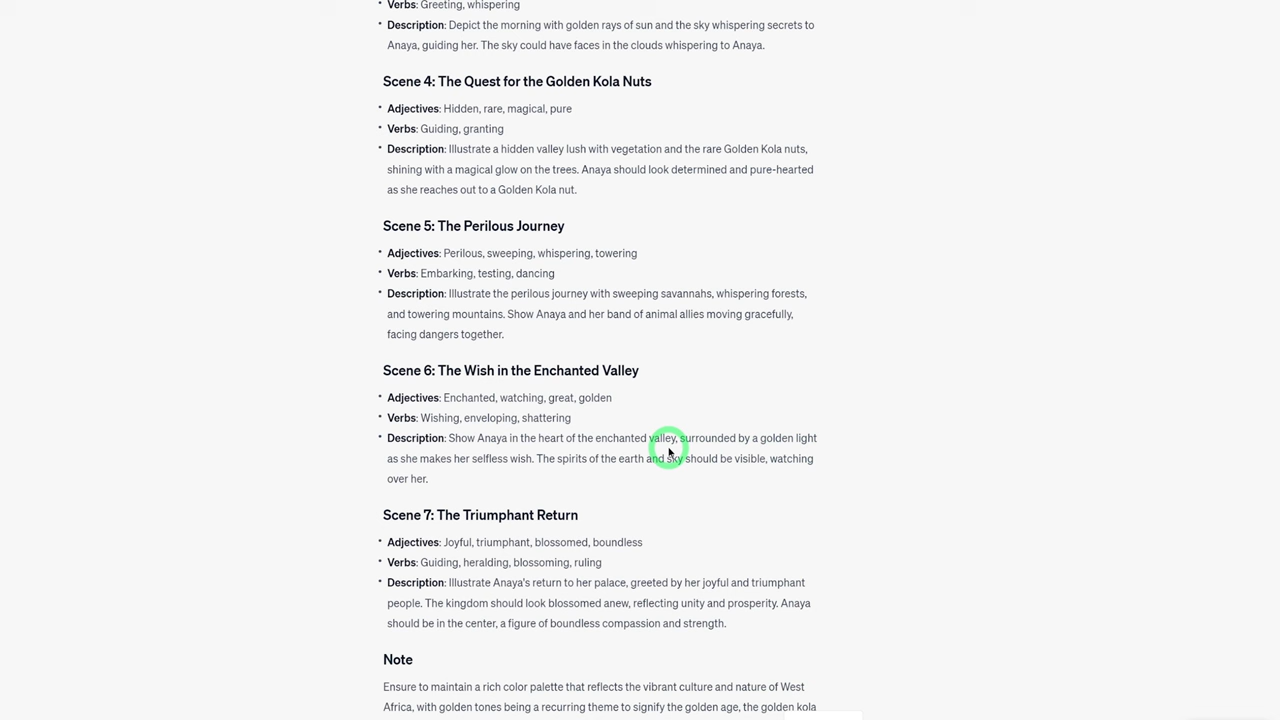 Verbs: Greeting, whispering
Description: Depict the morning with golden rays of sun and the sky whispering secrets to
Anaya, guiding her. The sky could have faces in the clouds whispering to Anaya.
Scene 4: The Quest for the Golden Kola Nuts
Adjectives: Hidden, rare, magical, pure
Verbs: Guiding, granting
Description: Illustrate a hidden valley lush with vegetation and the rare Golden Kola nuts,
shining with a magical glow on the trees. Anaya should look determined and pure-hearted
as she reaches out to a Golden Kola nut.
Scene 5: The Perilous Journey
Adjectives: Perilous, sweeping, whispering, towering
Verbs: Embarking, testing, dancing
Description: Illustrate the perilous journey with sweeping savannahs, whispering forests,
and towering mountains. Show Anaya and her band of animal allies moving gracefully,
facing dangers together.
Scene 6: The Wish in the Enchanted Valley
Adjectives: Enchanted, watching, great, golden
Verbs: Wishing, enveloping, shattering
Description: Show Anaya in the heart of the enchanted valley, surrounded by a golden light
as she makes her selfless wish. The spirits of the earth and sky should be visible, watching
over her.
Scene 7: The Triumphant Return
Adjectives: Joyful, triumphant, blossomed, boundless
Verbs: Guiding, heralding, blossoming, ruling
Description: Illustrate Anaya's return to her palace, greeted by her joyful and triumphant
people. The kingdom should look blossomed anew, reflecting unity and prosperity. Anaya
should be in the center, a figure of boundless compassion and strength.
Note
Ensure to maintain a rich color palette that reflects the vibrant culture and nature of West
Africa, with golden tones being a recurring theme to signify the golden age, the golden kola